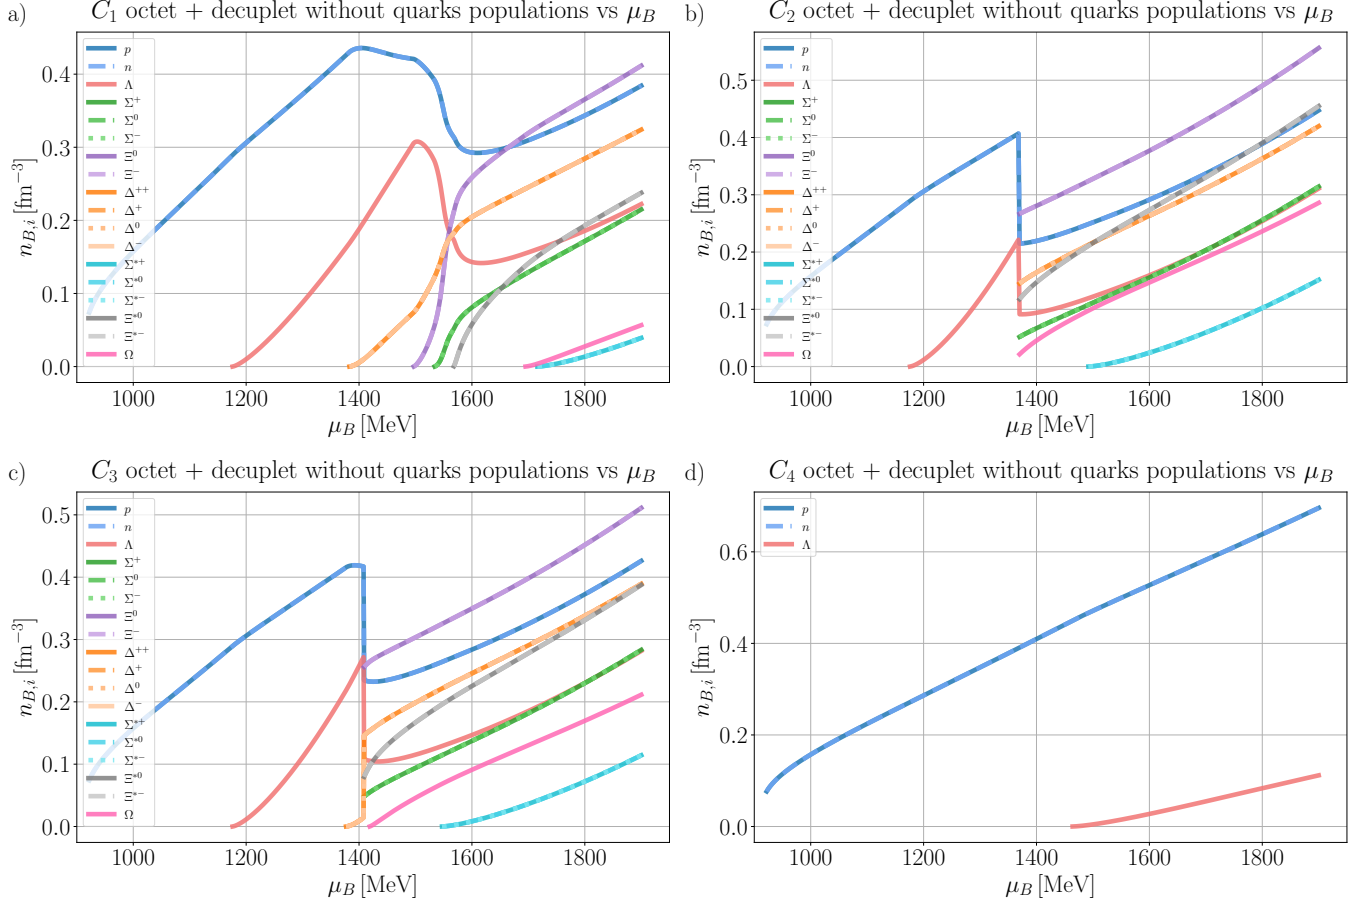 a) C₁ octet + decuplet without quarks populations vs μ_B
n_{B,i} [fm⁻³]
0.4
0.3
0.2
0.1
0.0
p
n
Λ
Σ⁺
Σ⁰
Σ⁻
Ξ⁰
Ξ⁻
Δ⁺⁺
Δ⁺
Δ⁰
Δ⁻
Σ*⁺
Σ*⁰
Σ*⁻
Ξ*⁰
Ξ*⁻
Ω
1000 1200 1400 1600 1800
μ_B [MeV]
b) C₂ octet + decuplet without quarks populations vs μ_B
n_{B,i} [fm⁻³]
0.5
0.4
0.3
0.2
0.1
0.0
p
n
Λ
Σ⁺
Σ⁰
Σ⁻
Ξ⁰
Ξ⁻
Δ⁺⁺
Δ⁺
Δ⁰
Δ⁻
Σ*⁺
Σ*⁰
Σ*⁻
Ξ*⁰
Ξ*⁻
Ω
1000 1200 1400 1600 1800
μ_B [MeV]
c) C₃ octet + decuplet without quarks populations vs μ_B
n_{B,i} [fm⁻³]
0.5
0.4
0.3
0.2
0.1
0.0
p
n
Λ
Σ⁺
Σ⁰
Σ⁻
Ξ⁰
Ξ⁻
Δ⁺⁺
Δ⁺
Δ⁰
Δ⁻
Σ*⁺
Σ*⁰
Σ*⁻
Ξ*⁰
Ξ*⁻
Ω
1000 1200 1400 1600 1800
μ_B [MeV]
d) C₄ octet + decuplet without quarks populations vs μ_B
n_{B,i} [fm⁻³]
0.6
0.4
0.2
0.0
p
n
Λ
1000 1200 1400 1600 1800
μ_B [MeV]